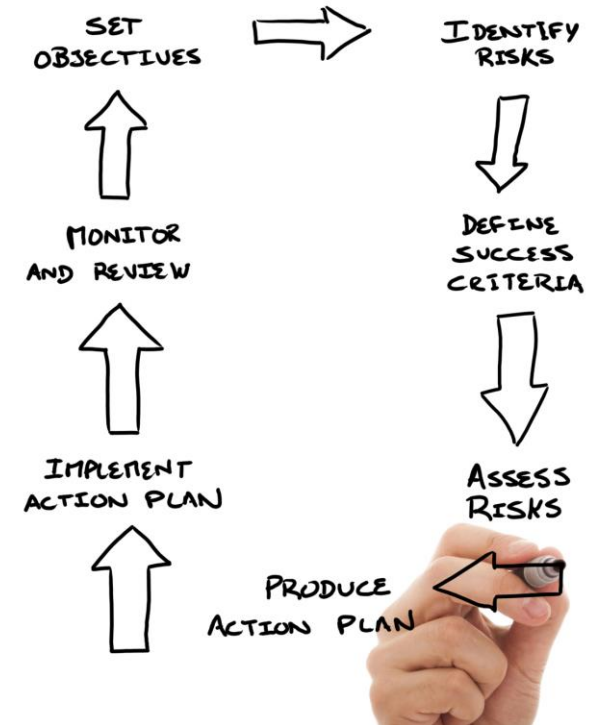 SET
OBJECTIVES
IDENTIFY
RISKS
DEFINE
SUCCESS
CRITERIA
ASSESS
RISKS
PRODUCE
ACTION PLAN
IMPLEMENT
ACTION PLAN
MONITOR
AND REVIEW